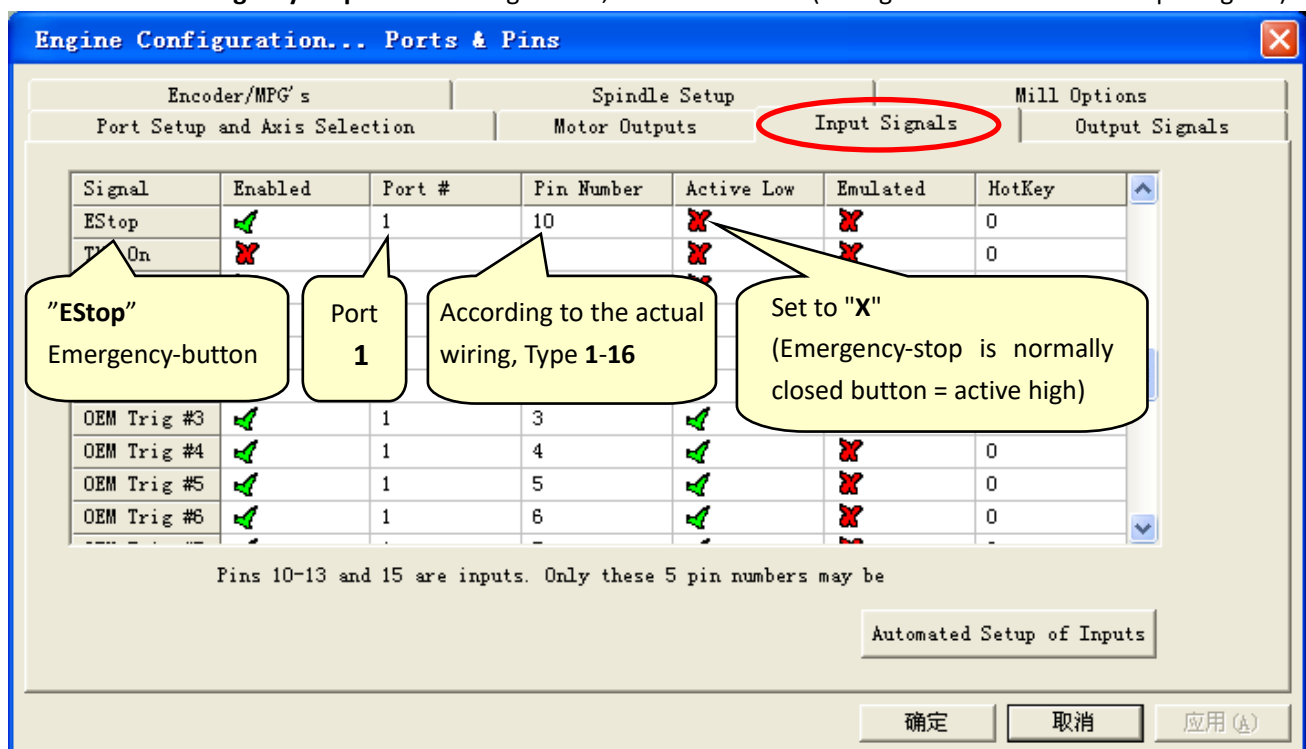 Engine Configuration... Ports & Pins
Encoder/MPG's Spindle Setup Mill Options
Port Setup and Axis Selection Motor Outputs Input Signals Output Signals
Signal Enabled Port # Pin Number Active Low Emulated HotKey
EStop 1 10 0
On 0
"EStop"
Emergency-button
Port
1
According to the actual
wiring, Type 1-16
Set to "X"
(Emergency-stop is normally
closed button = active high)
OEM Trig #3 1 3
OEM Trig #4 1 4 0
OEM Trig #5 1 5 0
OEM Trig #6 1 6 0
Pins 10-13 and 15 are inputs. Only these 5 pin numbers may be
Automated Setup of Inputs
确定 取消 应用(A)